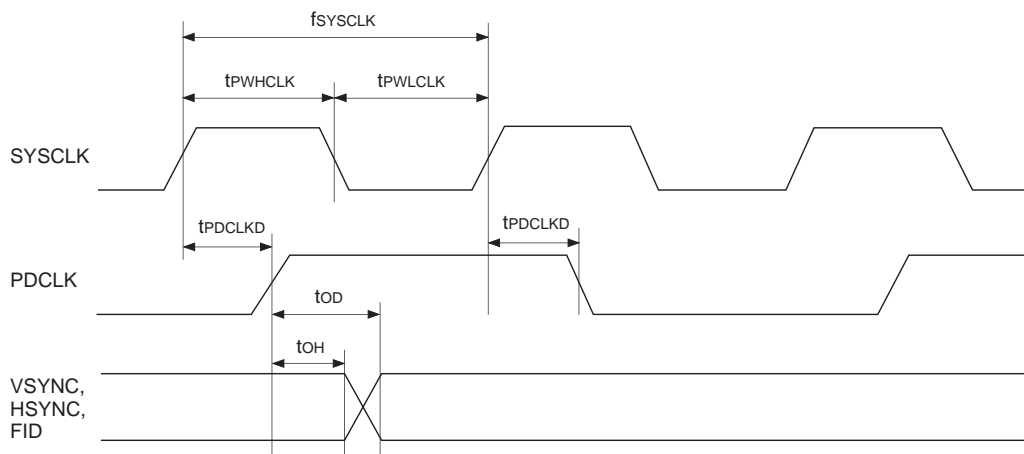 fSYSCLK
tPWHCLK tPWLCLK
SYSCLK
tPDCLKD tPDCLKD
PDCLK
tOD
tOH
VSYNC,
HSYNC,
FID